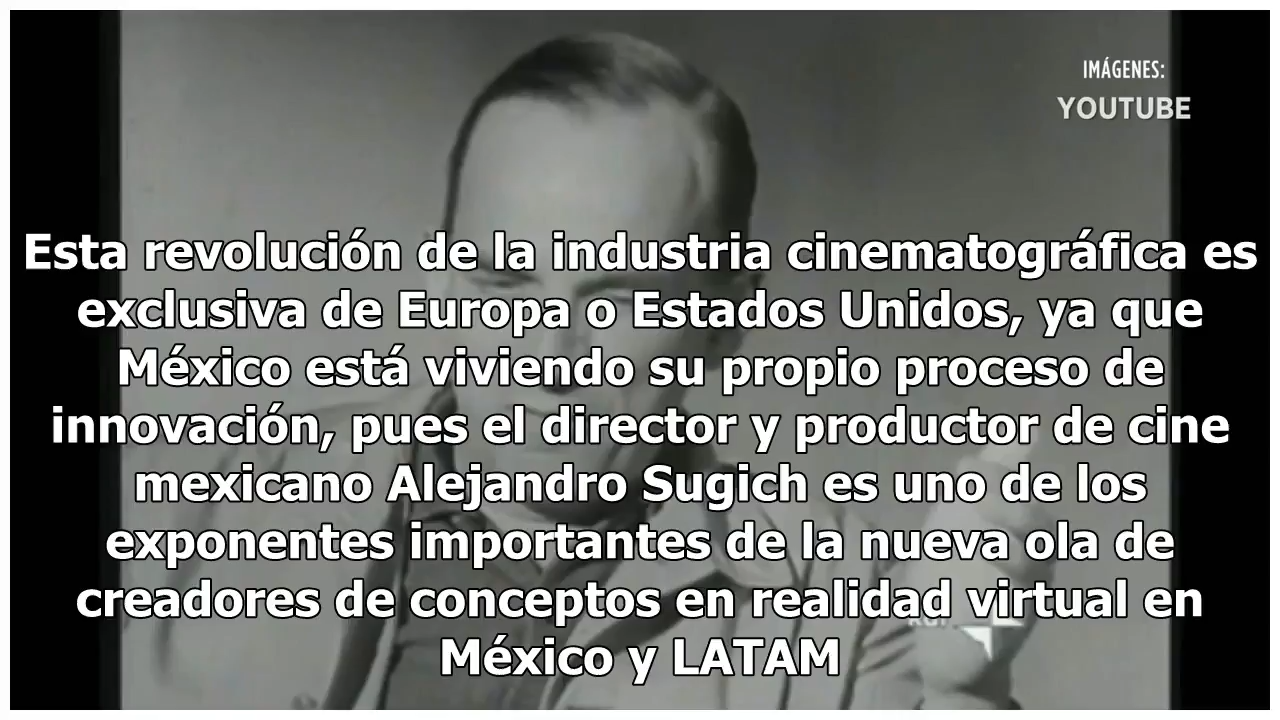 IMÁGENES:
YOUTUBE
Esta revolución de la industria cinematográfica es
exclusiva de Europa o Estados Unidos, ya que
México está viviendo su propio proceso de
innovación, pues el director y productor de cine
mexicano Alejandro Sugich es uno de los
exponentes importantes de la nueva ola de
creadores de conceptos en realidad virtual en
México y LATAM